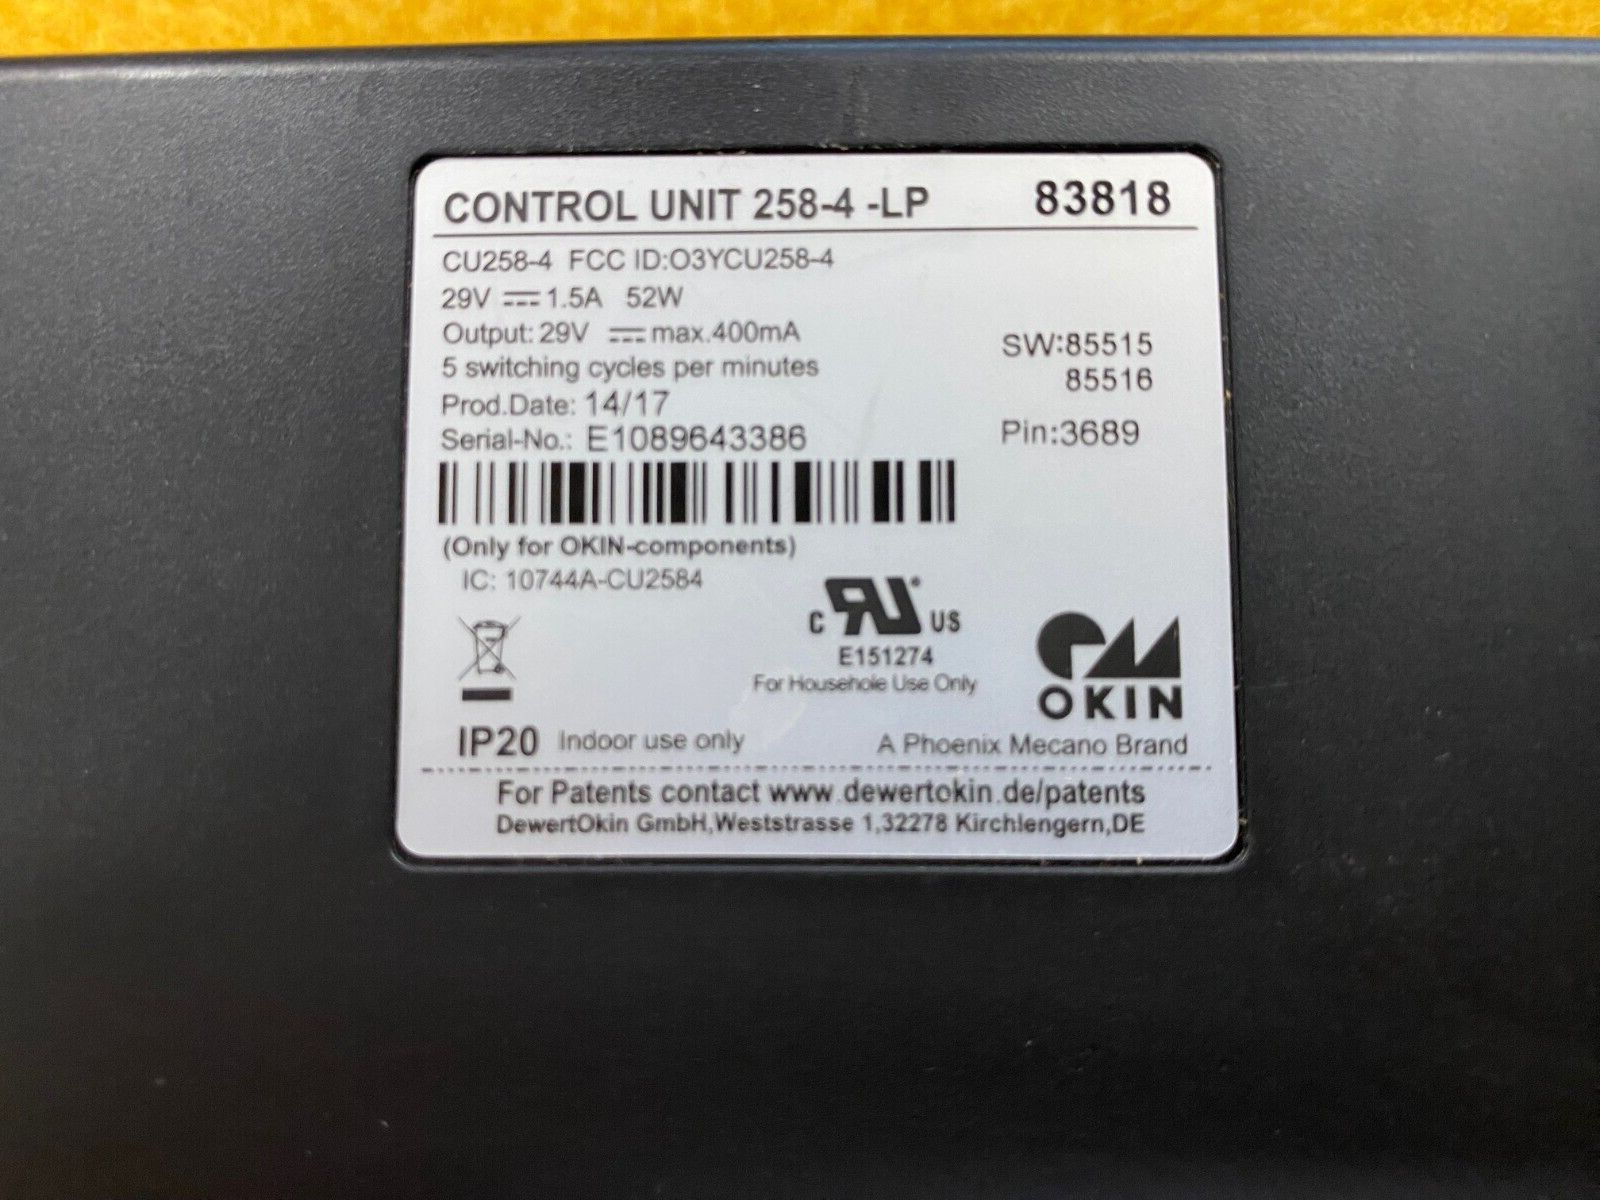 CONTROL UNIT 258-4 -LP 83818
CU258-4 FCC ID:O3YCU258-4
29V ⎓ 1.5A 52W
Output: 29V ⎓ max.400mA
5 switching cycles per minutes
SW:85515
85516
Prod.Date: 14/17
Serial-No.: E1089643386
Pin:3689
(Only for OKIN-components)
IC: 10744A-CU2584
c RU US
E151274
For Househole Use Only
OKIN
IP20 Indoor use only
A Phoenix Mecano Brand
For Patents contact www.dewertokin.de/patents
DewertOkin GmbH,Weststrasse 1,32278 Kirchlengern,DE